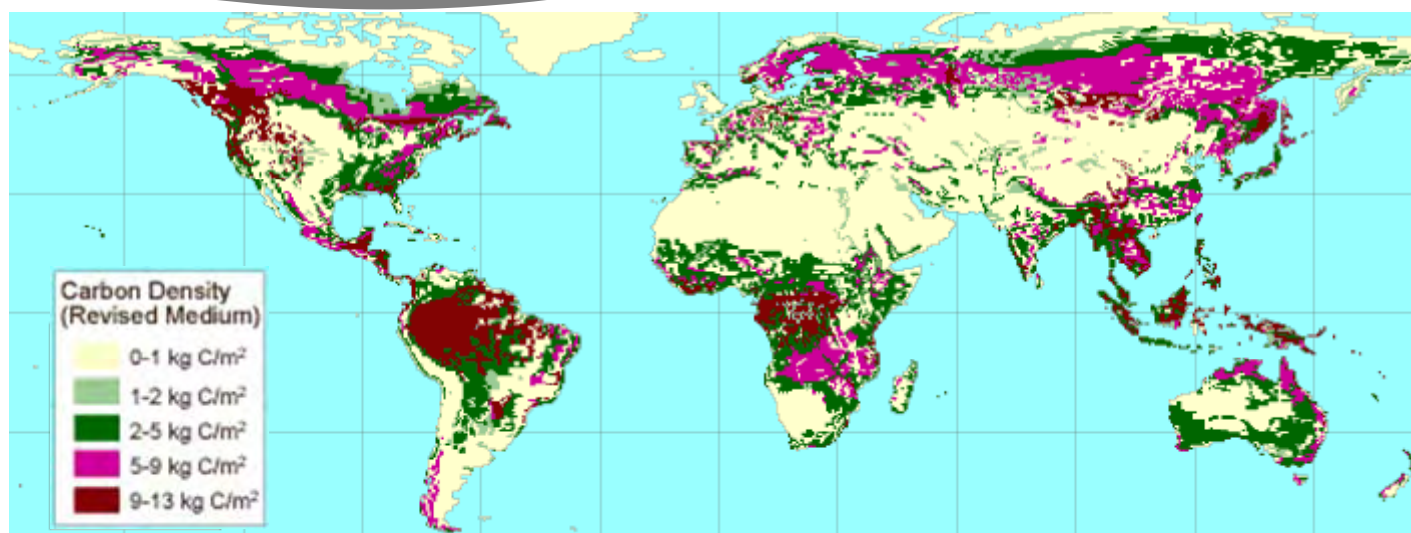 Carbon Density
(Revised Medium)
0-1 kg C/m²
1-2 kg C/m²
2-5 kg C/m²
5-9 kg C/m²
9-13 kg C/m²